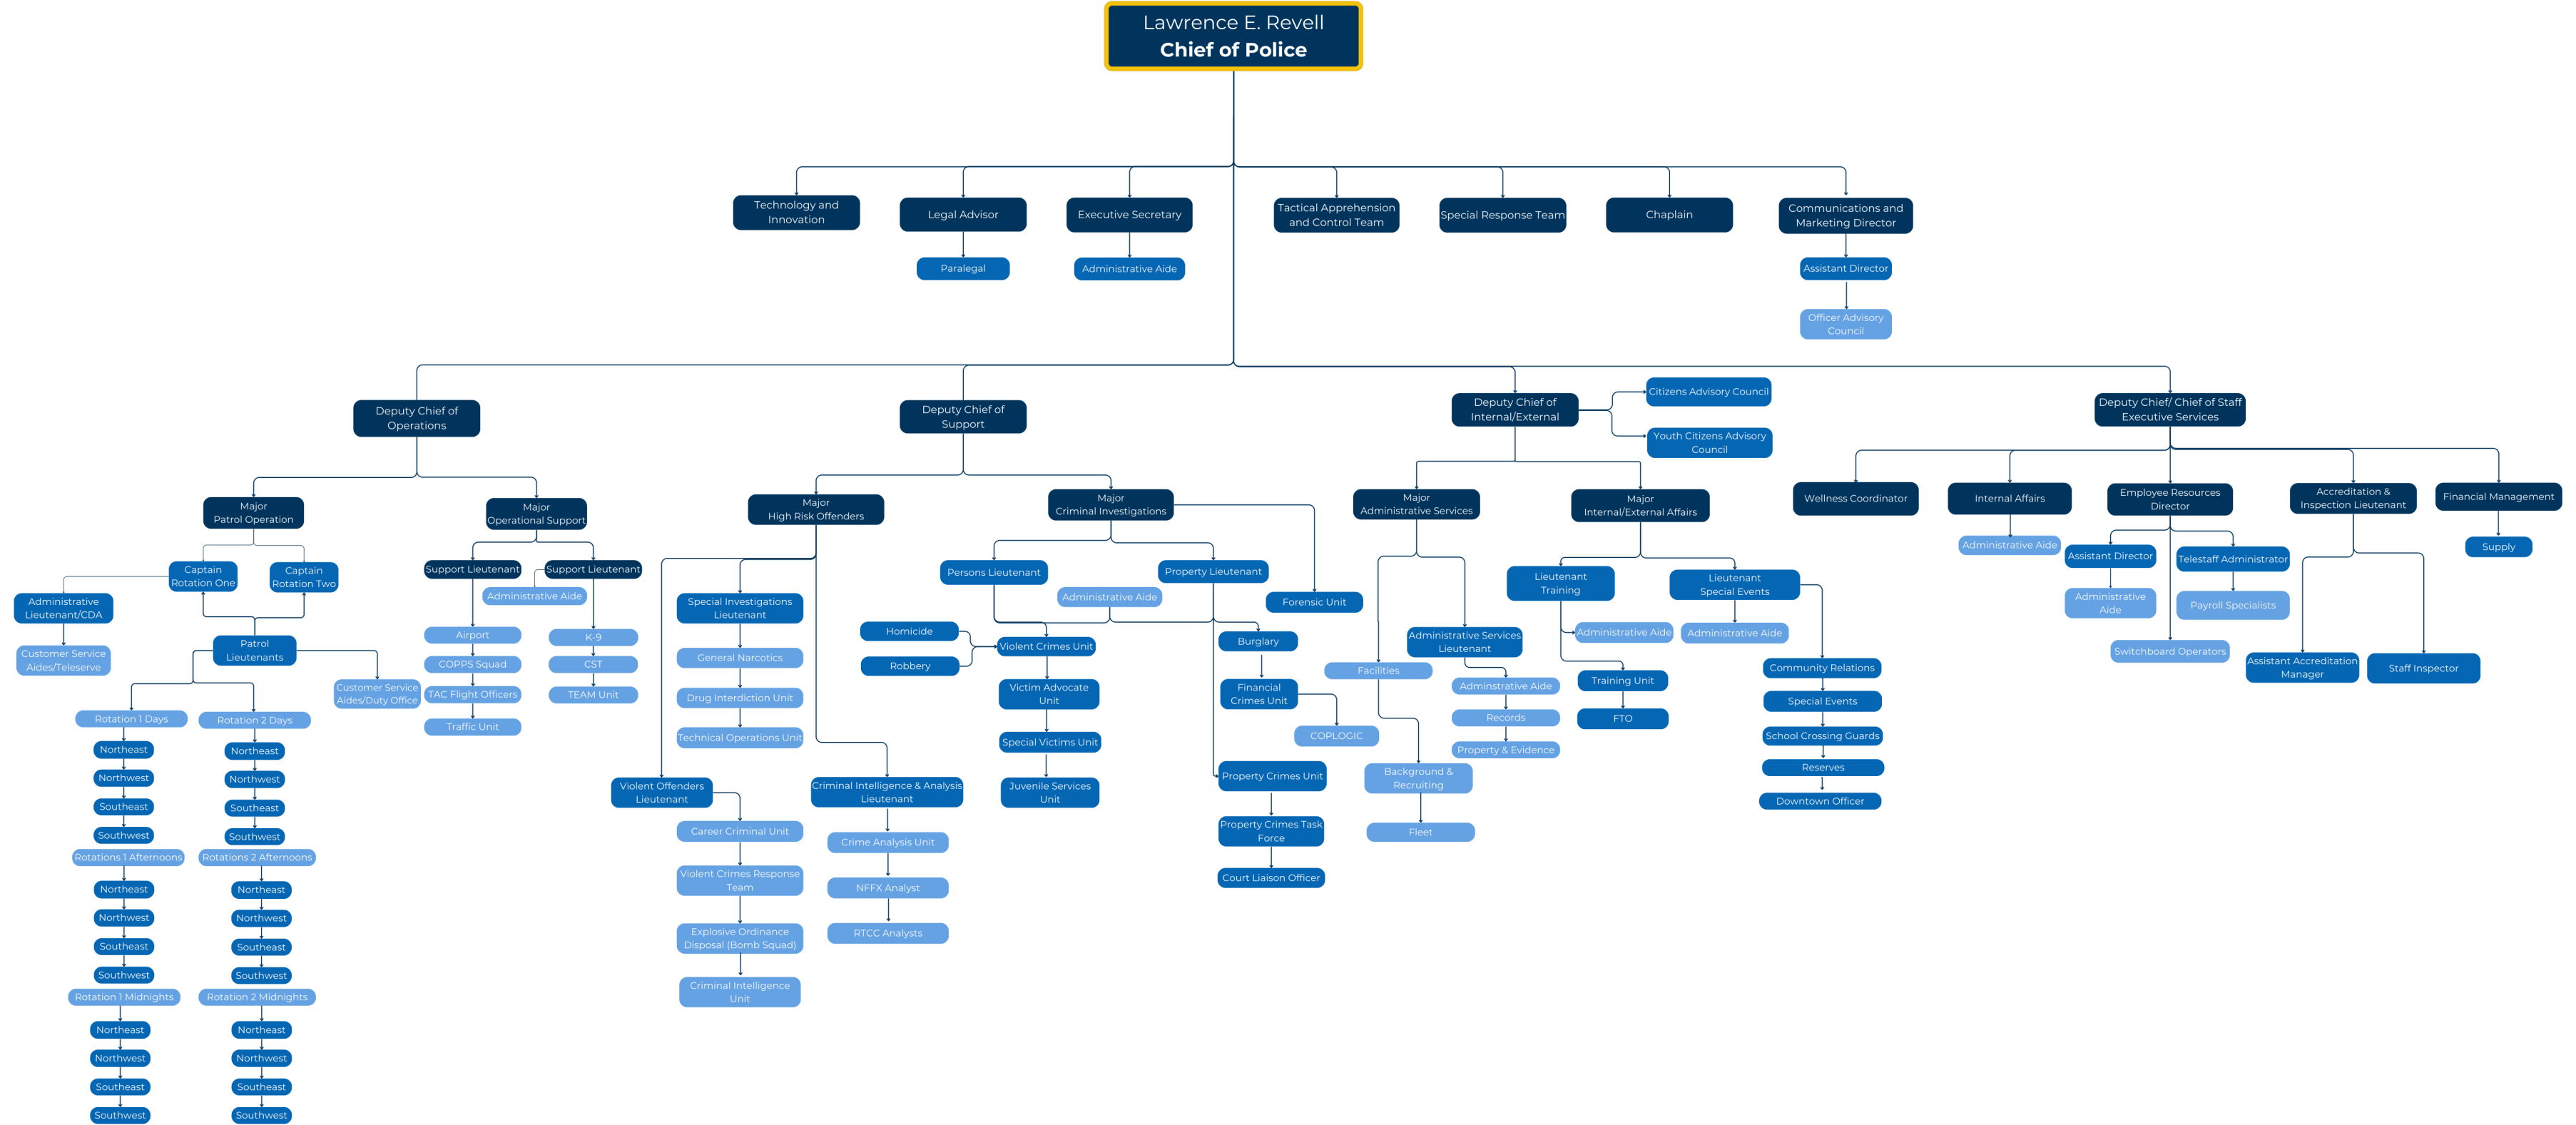 Lawrence E. Revell
Chief of Police
Technology and
Innovation
Legal Advisor
Executive Secretary
Tactical Apprehension
and Control Team
Special Response Team
Chaplain
Communications and
Marketing Director
Paralegal
Administrative Aide
Assistant Director
Officer Advisory
Council
Deputy Chief of
Operations
Deputy Chief of
Support
Deputy Chief of
Internal/External
Citizens Advisory Council
Youth Citizens Advisory
Council
Deputy Chief/ Chief of Staff
Executive Services
Major
Patrol Operation
Major
Operational Support
Captain
Rotation One
Captain
Rotation Two
Administrative
Lieutenant/CDA
Customer Service
Aides/Teleserve
Patrol
Lieutenants
Customer Service
Aides/Duty Office
Rotation 1 Days
Northeast
Northwest
Southeast
Southwest
Rotations 1 Afternoons
Northeast
Northwest
Southeast
Southwest
Rotation 1 Midnights
Northeast
Northwest
Southeast
Southwest
Rotation 2 Days
Northeast
Northwest
Southeast
Southwest
Rotations 2 Afternoons
Northeast
Northwest
Southeast
Southwest
Rotation 2 Midnights
Northeast
Northwest
Southeast
Southwest
Support Lieutenant
Support Lieutenant
Administrative Aide
Airport
COPPS Squad
TAC Flight Officers
Traffic Unit
K-9
CST
TEAM Unit
Major
High Risk Offenders
Special Investigations
Lieutenant
General Narcotics
Drug Interdiction Unit
Technical Operations Unit
Violent Offenders
Lieutenant
Career Criminal Unit
Violent Crimes Response
Team
Explosive Ordinance
Disposal (Bomb Squad)
Criminal Intelligence
Unit
Criminal Intelligence & Analysis
Lieutenant
Crime Analysis Unit
NFFX Analyst
RTCC Analysts
Major
Criminal Investigations
Persons Lieutenant
Property Lieutenant
Administrative Aide
Forensic Unit
Homicide
Robbery
Violent Crimes Unit
Victim Advocate
Unit
Special Victims Unit
Juvenile Services
Unit
Burglary
Financial
Crimes Unit
COPLOGIC
Property Crimes Unit
Property Crimes Task
Force
Court Liaison Officer
Major
Administrative Services
Facilities
Background &
Recruiting
Fleet
Administrative Services
Lieutenant
Adminstrative Aide
Records
Property & Evidence
Major
Internal/External Affairs
Lieutenant
Training
Administrative Aide
Training Unit
FTO
Lieutenant
Special Events
Administrative Aide
Community Relations
Special Events
School Crossing Guards
Reserves
Downtown Officer
Wellness Coordinator
Internal Affairs
Administrative Aide
Employee Resources
Director
Assistant Director
Administrative
Aide
Telestaff Administrator
Payroll Specialists
Switchboard Operators
Accreditation &
Inspection Lieutenant
Assistant Accreditation
Manager
Staff Inspector
Financial Management
Supply